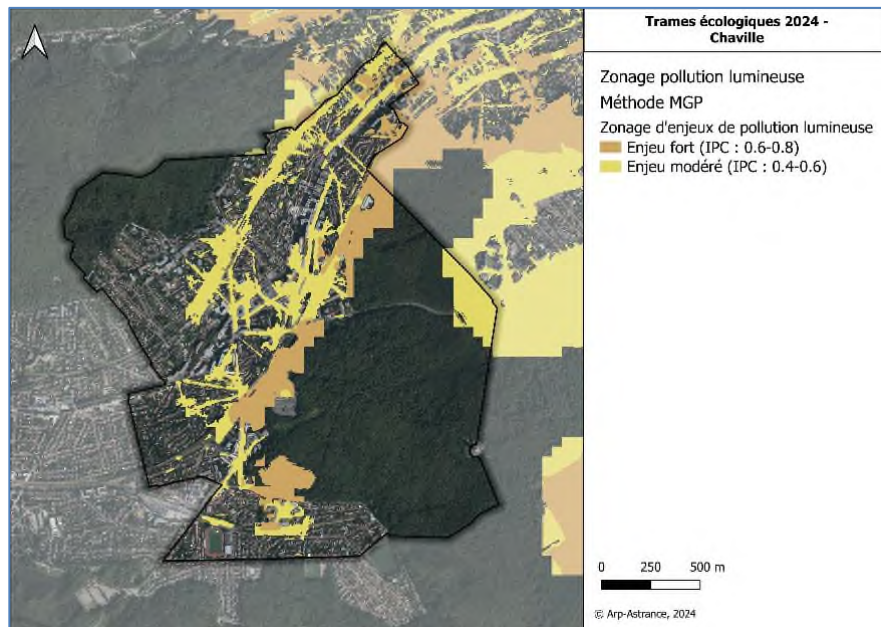 Trames écologiques 2024 -
Chaville
Zonage pollution lumineuse
Méthode MGP
Zonage d'enjeux de pollution lumineuse
Enjeu fort (IPC : 0.6-0.8)
Enjeu modéré (IPC : 0.4-0.6)
0 250 500 m
© Arp-Astrance, 2024